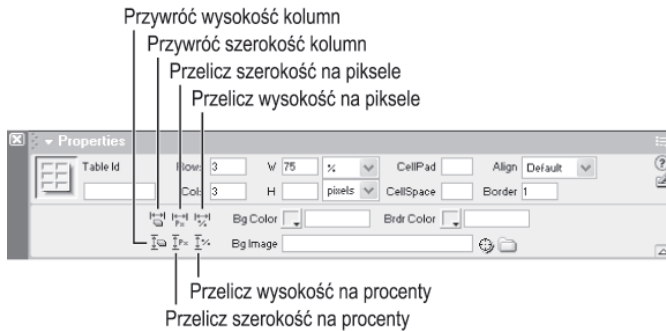 Przywróć wysokość kolumn
Przywróć szerokość kolumn
Przelicz szerokość na piksele
Przelicz wysokość na piksele
Properties
Table Id Rows 3 W 75 % CellPad Align Default
Cols 3 H pixels CellSpace Border 1
Bg Color Brdr Color
Px %
Bg Image
Px %
Przelicz wysokość na procenty
Przelicz szerokość na procenty